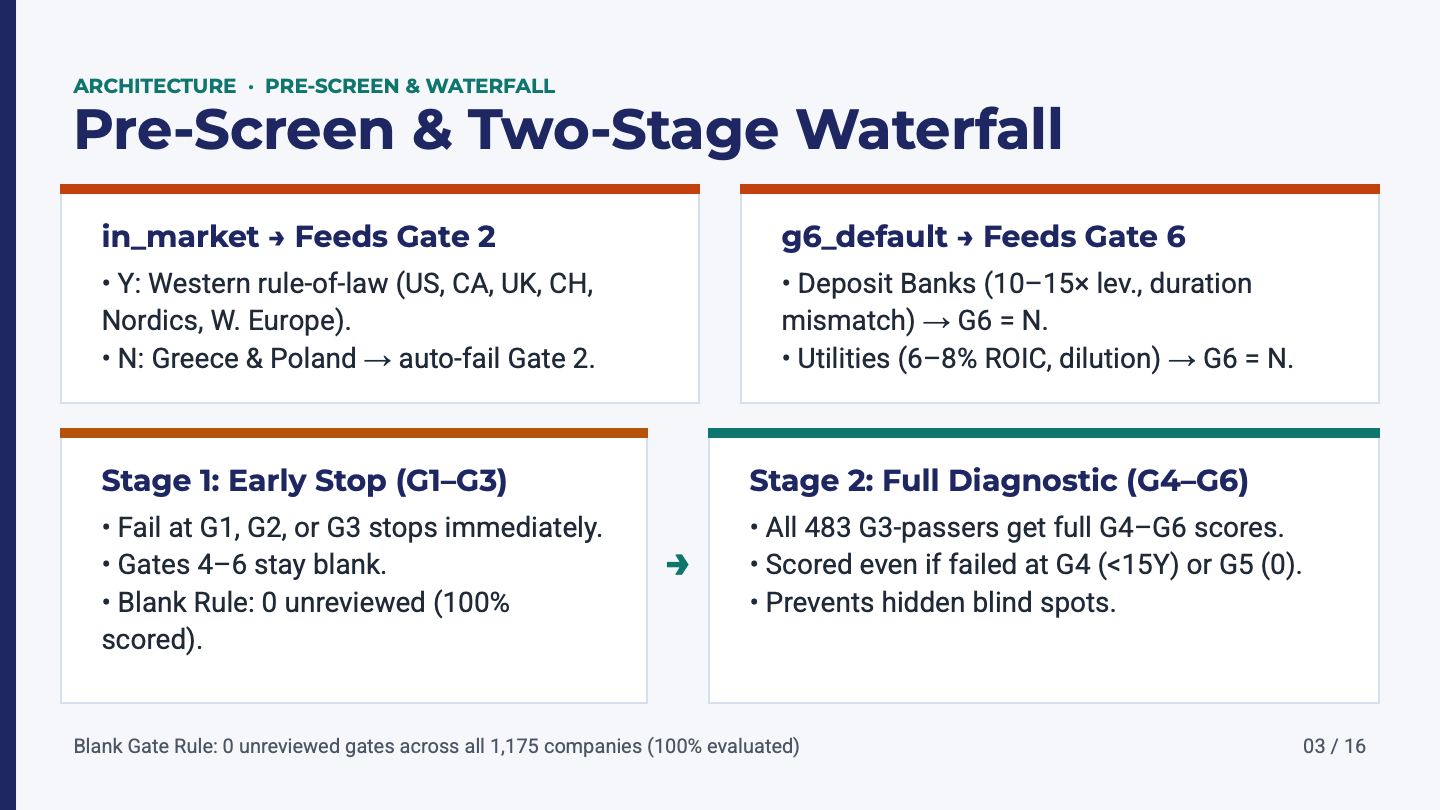 ARCHITECTURE · PRE-SCREEN & WATERFALL
Pre-Screen & Two-Stage Waterfall
in_market → Feeds Gate 2
• Y: Western rule-of-law (US, CA, UK, CH,
Nordics, W. Europe).
• N: Greece & Poland → auto-fail Gate 2.
g6_default → Feeds Gate 6
• Deposit Banks (10–15× lev., duration
mismatch) → G6 = N.
• Utilities (6–8% ROIC, dilution) → G6 = N.
Stage 1: Early Stop (G1–G3)
• Fail at G1, G2, or G3 stops immediately.
• Gates 4–6 stay blank.
• Blank Rule: 0 unreviewed (100%
scored).
➔
Stage 2: Full Diagnostic (G4–G6)
• All 483 G3-passers get full G4–G6 scores.
• Scored even if failed at G4 (<15Y) or G5 (0).
• Prevents hidden blind spots.
Blank Gate Rule: 0 unreviewed gates across all 1,175 companies (100% evaluated)
03 / 16